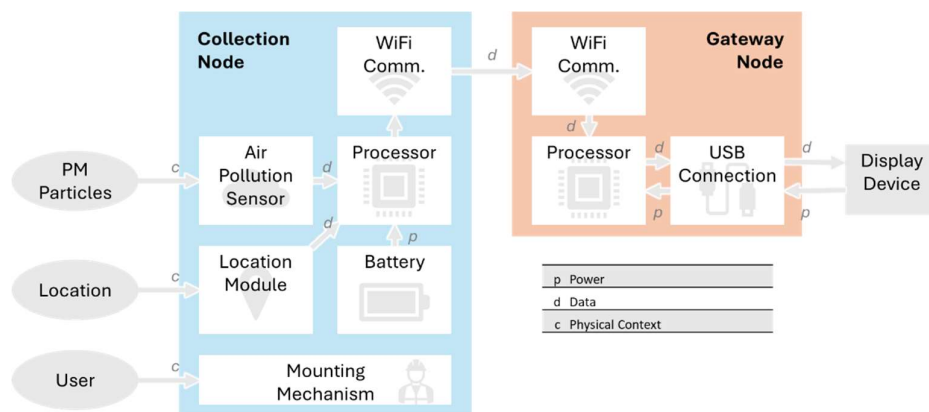 Collection
Node
WiFi
Comm.
d
WiFi
Comm.
Gateway
Node
d
PM
Particles
c
Air
Pollution
Sensor
d
Processor
Processor
d
p
USB
Connection
d
p
Display
Device
d
p
Location
c
Location
Module
Battery
p Power
d Data
c Physical Context
User
c
Mounting
Mechanism